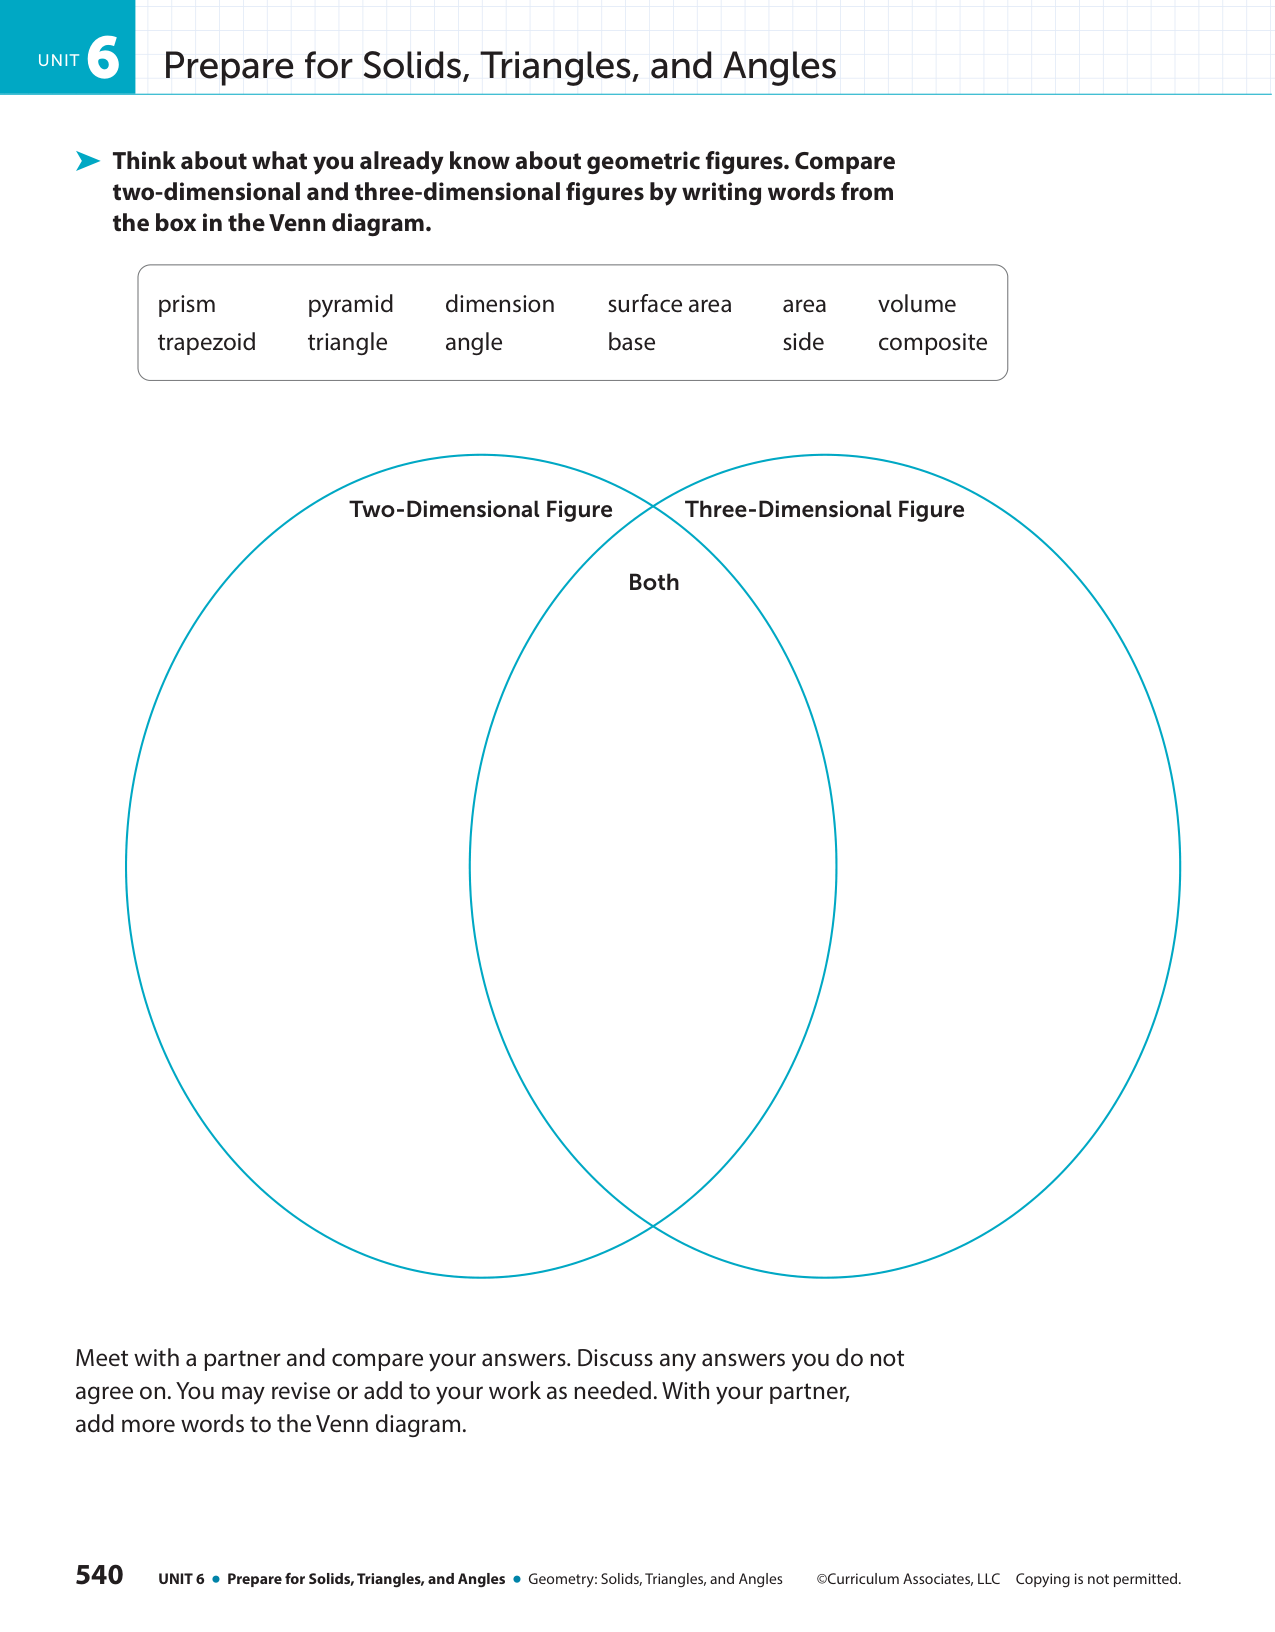 UNIT 6 Prepare for Solids, Triangles, and Angles
➤ Think about what you already know about geometric figures. Compare
two-dimensional and three-dimensional figures by writing words from
the box in the Venn diagram.
prism pyramid dimension surface area area volume
trapezoid triangle angle base side composite
Two-Dimensional Figure Three-Dimensional Figure
Both
Meet with a partner and compare your answers. Discuss any answers you do not
agree on. You may revise or add to your work as needed. With your partner,
add more words to the Venn diagram.
540 UNIT 6 • Prepare for Solids, Triangles, and Angles • Geometry: Solids, Triangles, and Angles ©Curriculum Associates, LLC Copying is not permitted.